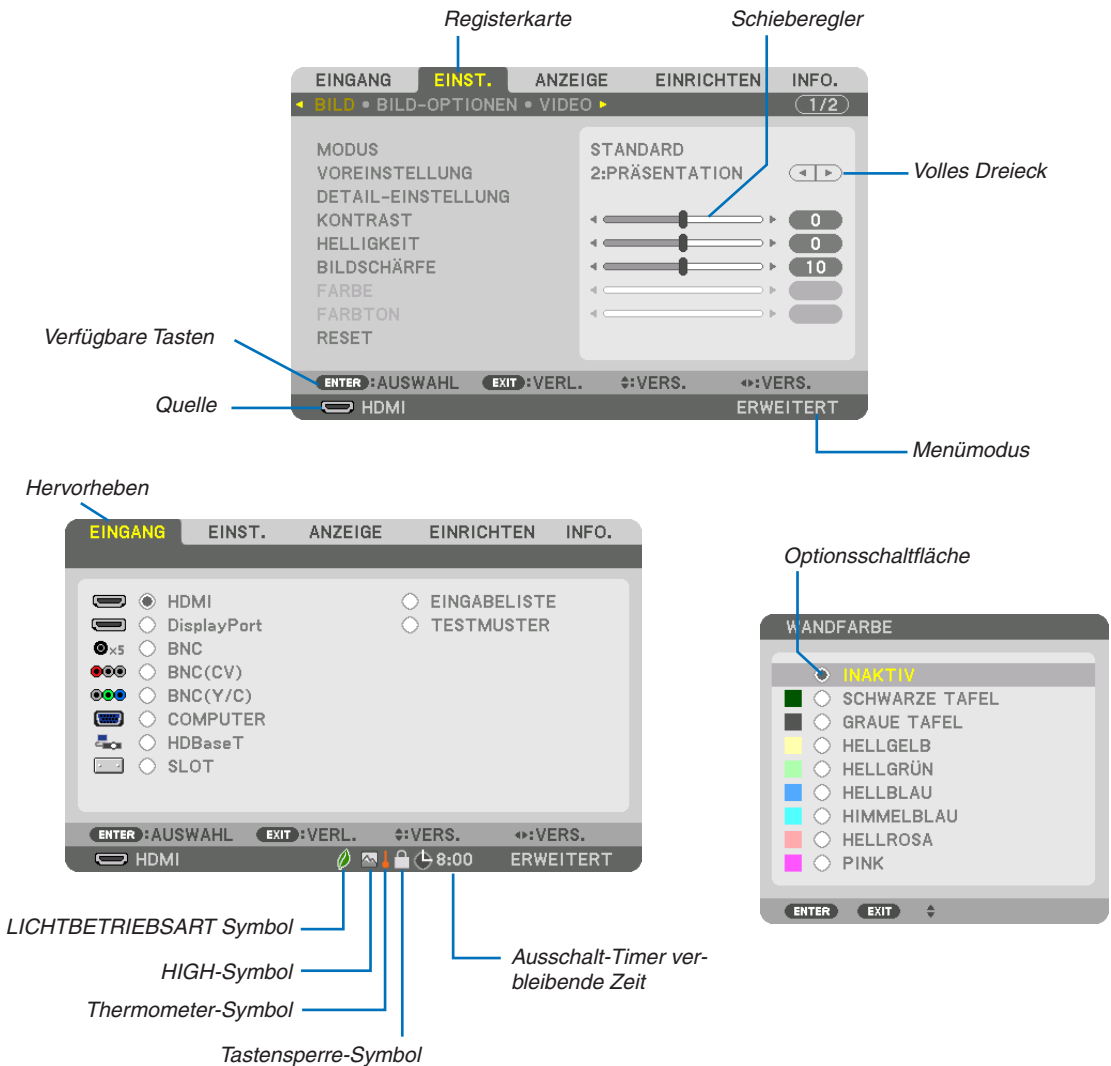 Registerkarte
Schieberegler
EINGANG EINST. ANZEIGE EINRICHTEN INFO.
BILD • BILD-OPTIONEN • VIDEO 1/2
MODUS STANDARD
VOREINSTELLUNG 2:PRÄSENTATION
Volles Dreieck
DETAIL-EINSTELLUNG
KONTRAST 0
HELLIGKEIT 0
BILDSCHÄRFE 10
FARBE
FARBTON
RESET
Verfügbare Tasten
ENTER :AUSWAHL EXIT :VERL. :VERS. :VERS.
Quelle
HDMI ERWEITERT
Menümodus
Hervorheben
EINGANG EINST. ANZEIGE EINRICHTEN INFO.
HDMI EINGABELISTE
DisplayPort TESTMUSTER
×5 BNC
BNC(CV)
BNC(Y/C)
COMPUTER
HDBaseT
SLOT
ENTER :AUSWAHL EXIT :VERL. :VERS. :VERS.
HDMI 8:00 ERWEITERT
LICHTBETRIEBSART Symbol
HIGH-Symbol
Thermometer-Symbol
Tastensperre-Symbol
Ausschalt-Timer ver-
bleibende Zeit
Optionsschaltfläche
WANDFARBE
INAKTIV
SCHWARZE TAFEL
GRAUE TAFEL
HELLGELB
HELLGRÜN
HELLBLAU
HIMMELBLAU
HELLROSA
PINK
ENTER EXIT